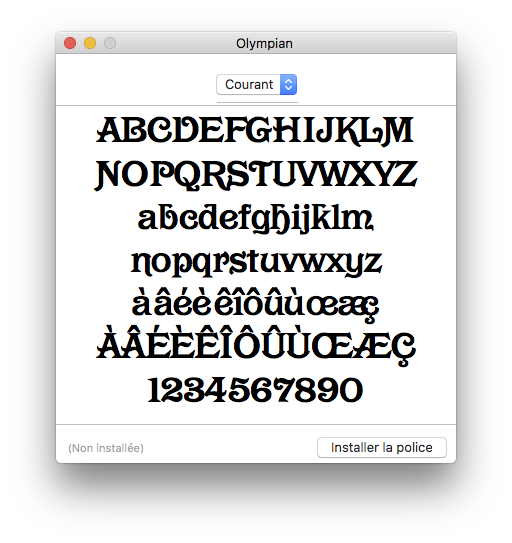 Olympian
Courant
ABCDEFGHIJKLM
NOPQRSTUVWXYZ
abcdefghijklm
nopqrstuvwxyz
àâéèêîôûùœæç
ÀÂÉÈÊÎÔÛÙŒÆÇ
1234567890
(Non installée)
Installer la police